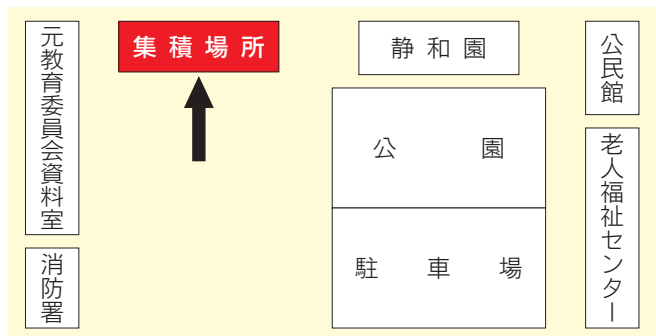 元教育委員会資料室
集積場所
静和園
公民館
公園
老人福祉センター
消防署
駐車場